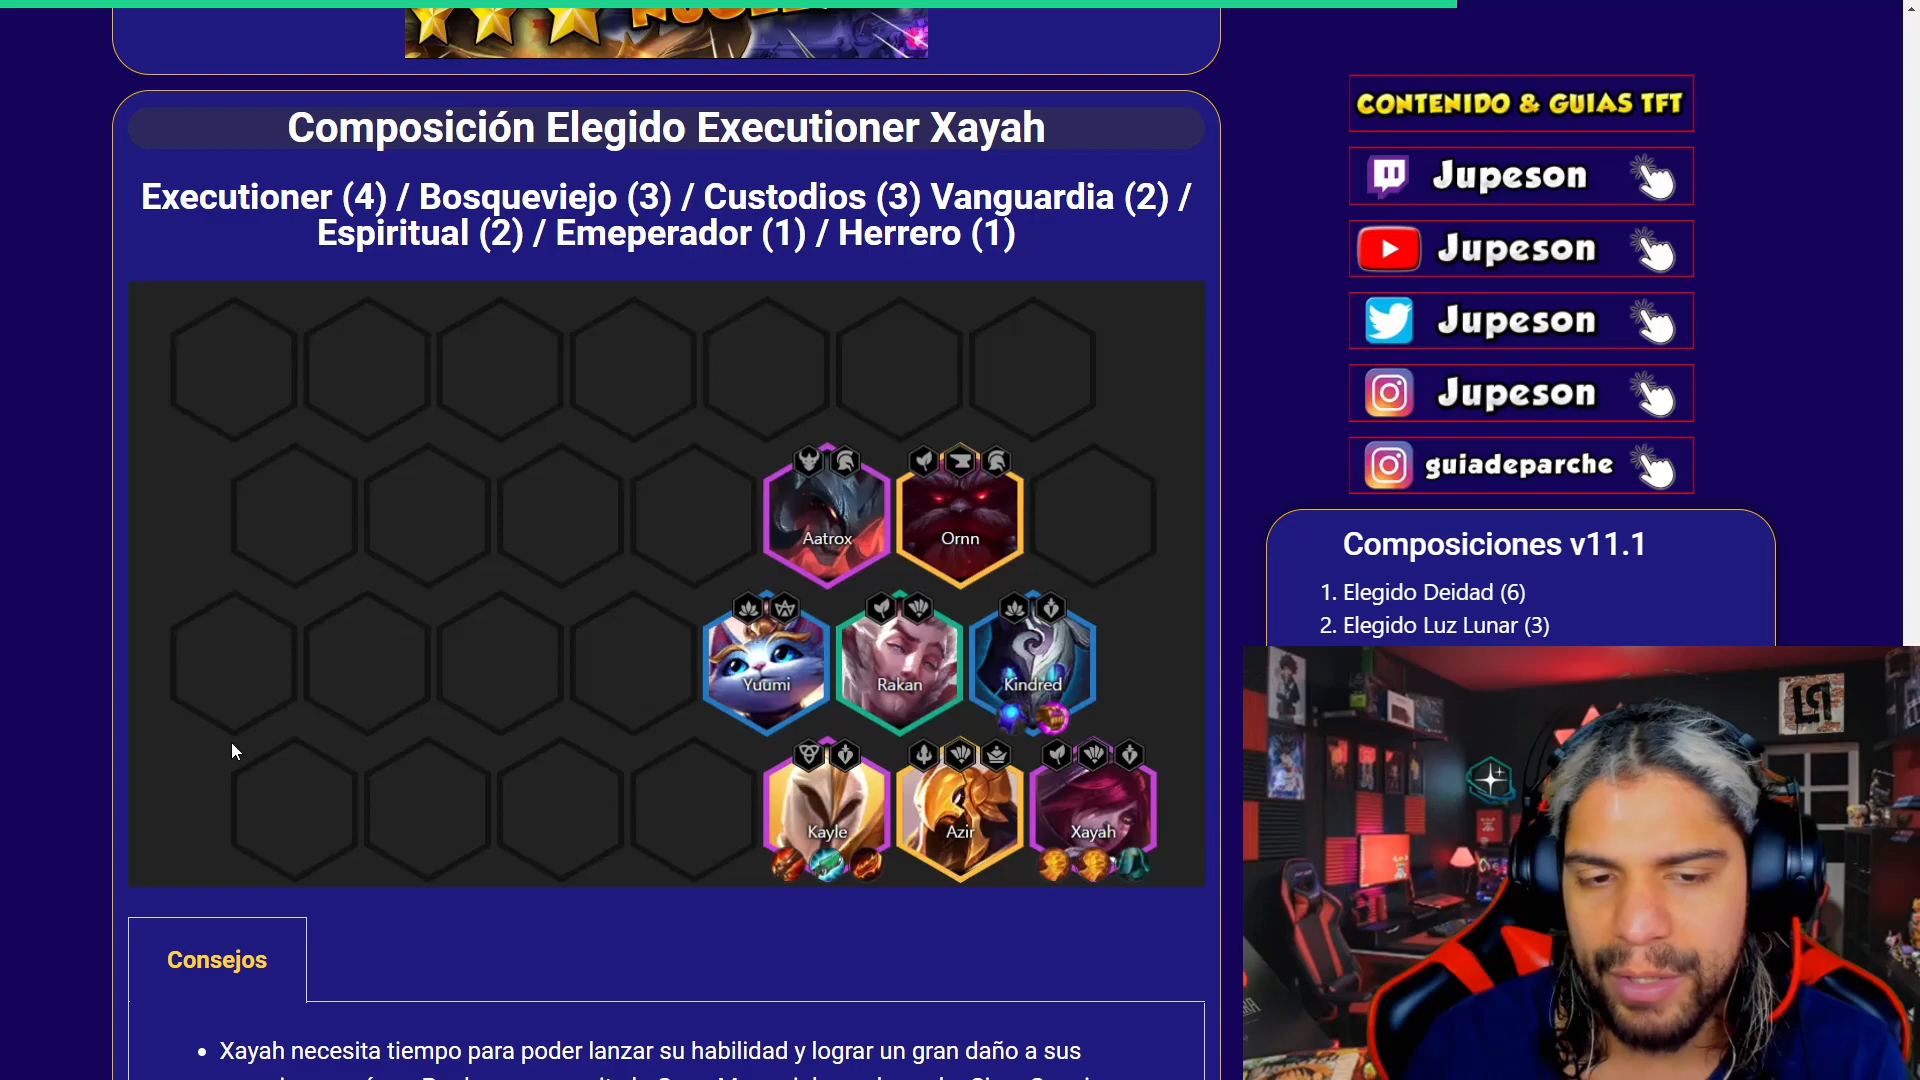 Composición Elegido Executioner Xayah
Executioner (4) / Bosqueviejo (3) / Custodios (3) Vanguardia (2) /
Espiritual (2) / Emeperador (1) / Herrero (1)
Aatrox
Ornn
Yuumi
Rakan
Kindred
Kayle
Azir
Xayah
Consejos
• Xayah necesita tiempo para poder lanzar su habilidad y lograr un gran daño a sus
CONTENIDO & GUIAS TFT
Jupeson
Jupeson
Jupeson
Jupeson
guiadeparche
Composiciones v11.1
1. Elegido Deidad (6)
2. Elegido Luz Lunar (3)